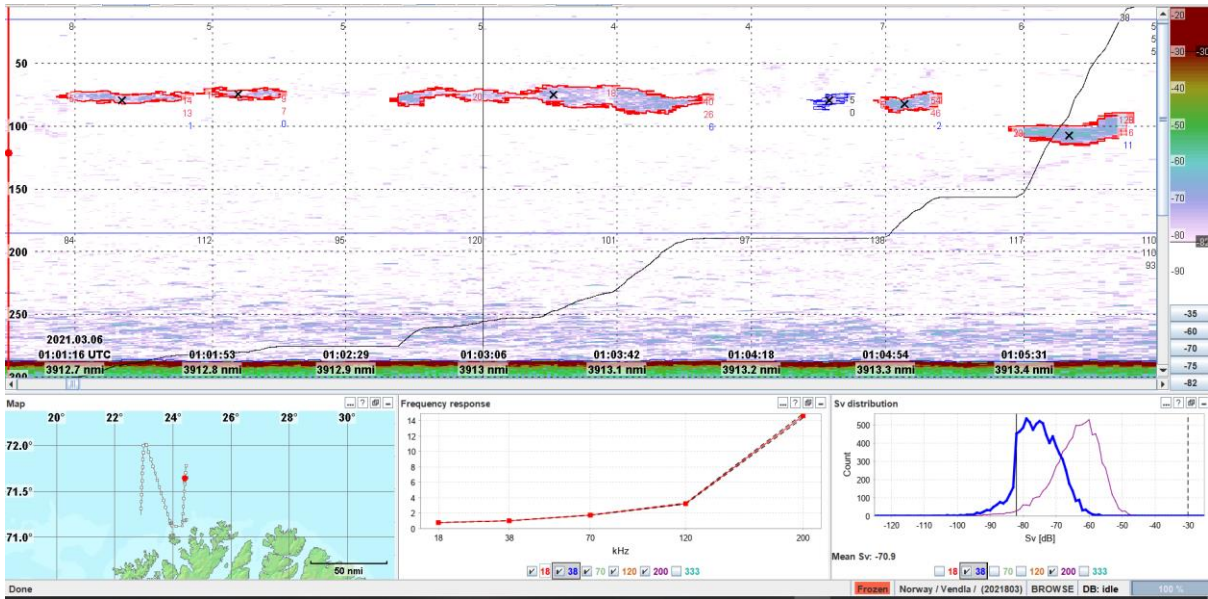 8 5 5 5 4 4 7 6 38 5
5
5
50
100
150
200
250
300
14 13 1
7 0
20 18 40 26 6
5 0
54 46 2
29 128 116 11
84 112 95 120 101 97 138 117 110
110
93
2021.03.06
01:01:16 UTC 01:01:53 01:02:29 01:03:06 01:03:42 01:04:18 01:04:54 01:05:31
3912.7 nmi 3912.8 nmi 3912.9 nmi 3913 nmi 3913.1 nmi 3913.2 nmi 3913.3 nmi 3913.4 nmi
-20
-30 -30
-40
-50
-60
-70
-80 -82
-90
-35
-60
-70
-75
-82
Map
20° 22° 24° 26° 28° 30°
72.0°
71.5°
71.0°
50 nmi
Frequency response
14
12
10
8
6
4
2
0
18 38 70 120 200
kHz
18 38 70 120 200 333
Sv distribution
Count
500
400
300
200
100
0
-120 -110 -100 -90 -80 -70 -60 -50 -40 -30
Sv [dB]
Mean Sv: -70.9
18 38 70 120 200 333
Done Frozen Norway / Vendla / (2021803) BROWSE DB: idle 100 %